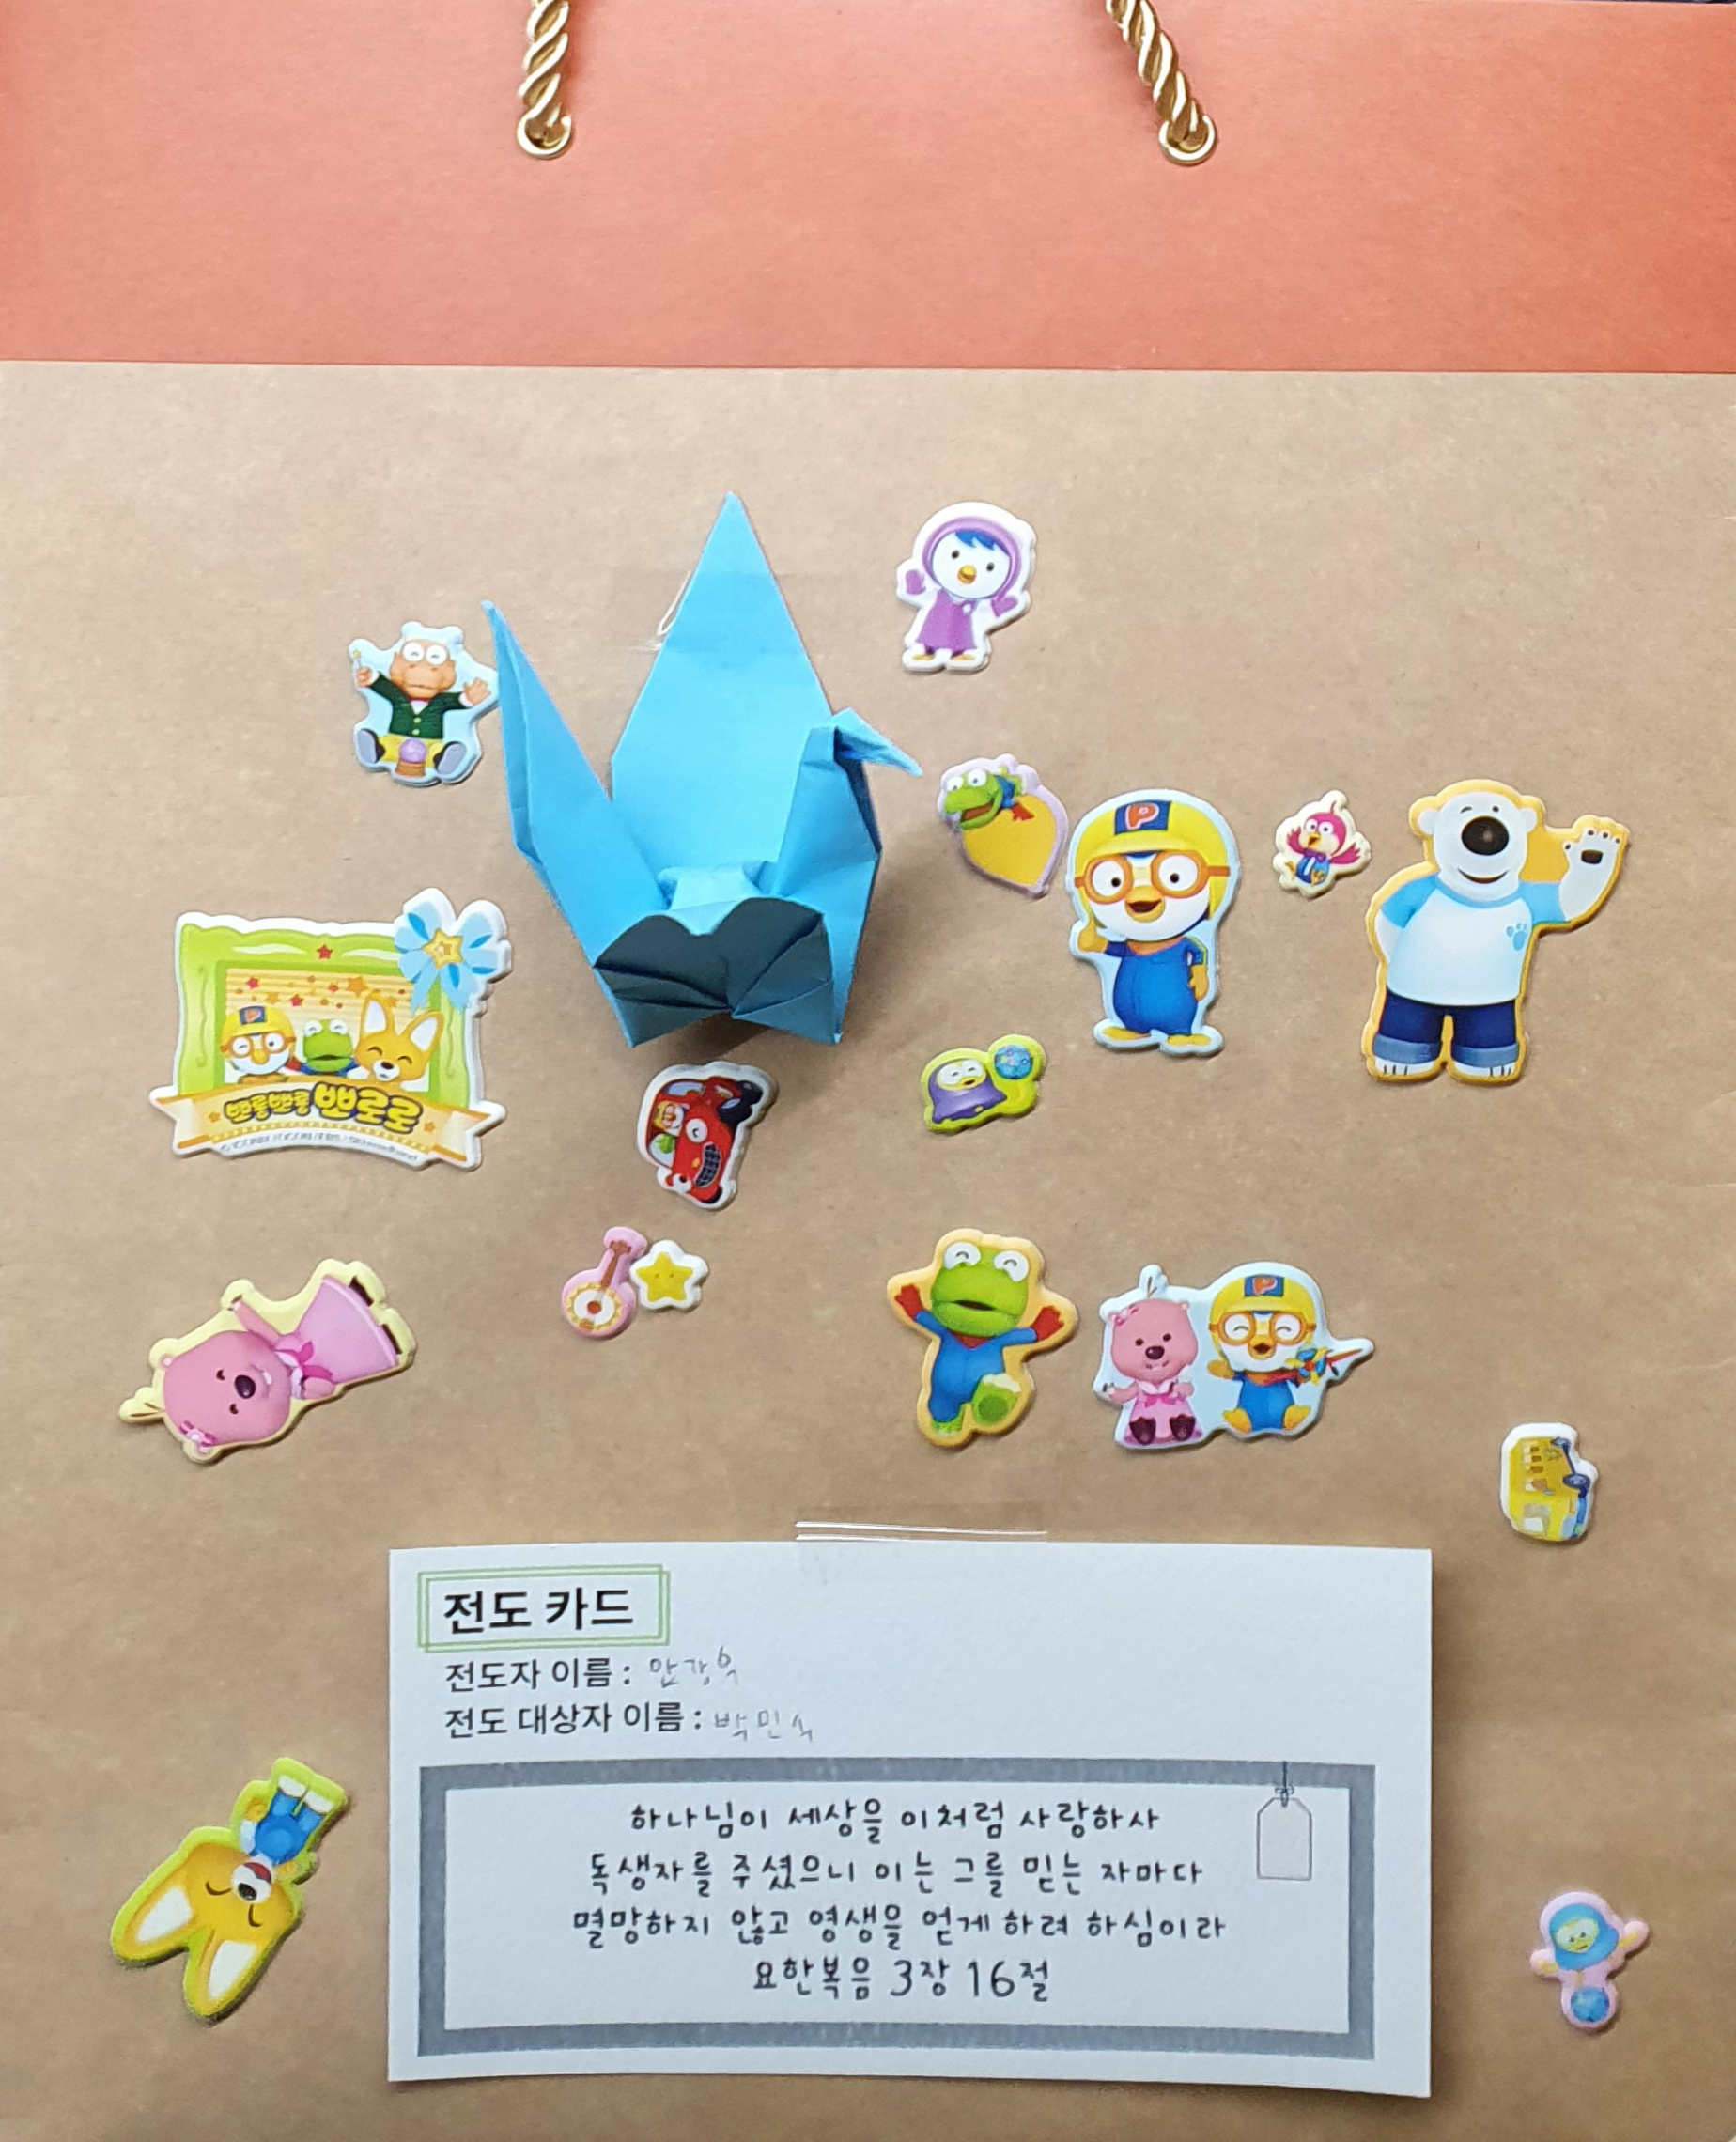 P
P
뽀롱뽀롱 뽀로로
P
전도 카드
전도자 이름 : 안강욱
전도 대상자 이름 : 박민식
하나님이 세상을 이처럼 사랑하사
독생자를 주셨으니 이는 그를 믿는 자마다
멸망하지 않고 영생을 얻게 하려 하심이라
요한복음 3장 16절